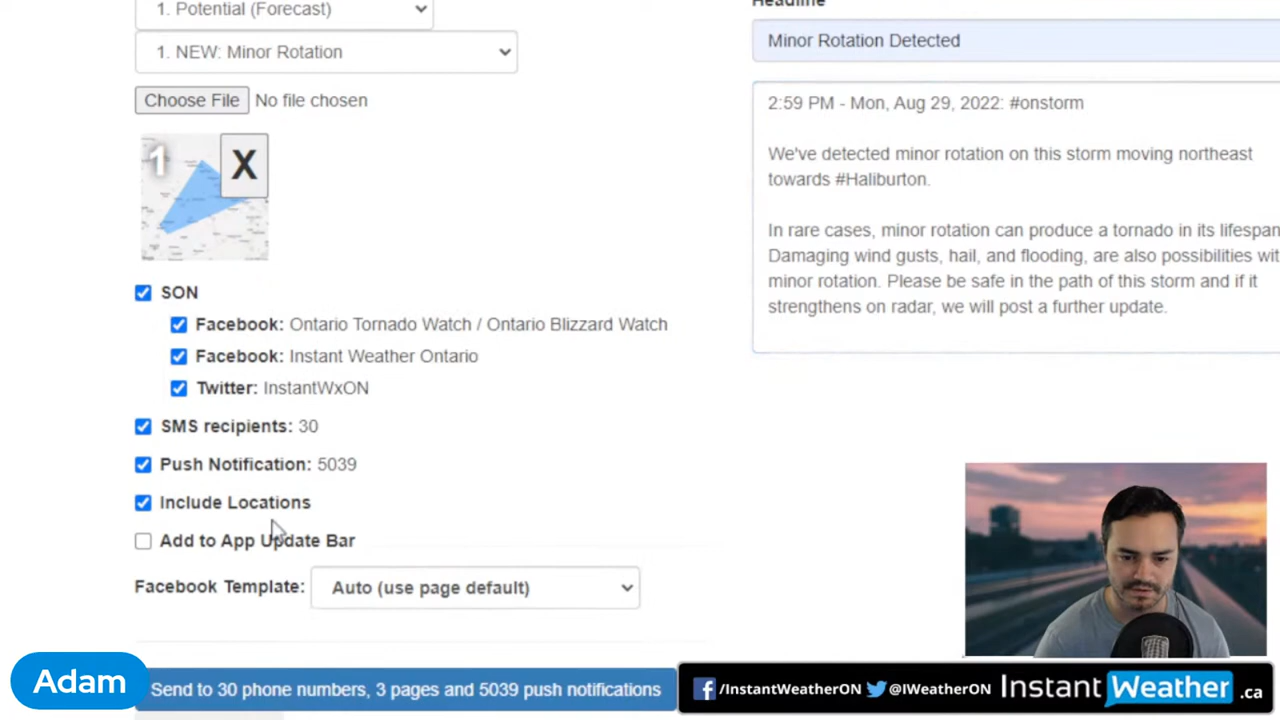 1. Potential (Forecast)
1. NEW: Minor Rotation
Choose File No file chosen
1
X
SON
Facebook: Ontario Tornado Watch / Ontario Blizzard Watch
Facebook: Instant Weather Ontario
Twitter: InstantWxON
SMS recipients: 30
Push Notification: 5039
Include Locations
Add to App Update Bar
Facebook Template: Auto (use page default)
Send to 30 phone numbers, 3 pages and 5039 push notifications
Headline
Minor Rotation Detected
2:59 PM - Mon, Aug 29, 2022: #onstorm
We've detected minor rotation on this storm moving northeast
towards #Haliburton.
In rare cases, minor rotation can produce a tornado in its lifespan
Damaging wind gusts, hail, and flooding, are also possibilities wit
minor rotation. Please be safe in the path of this storm and if it
strengthens on radar, we will post a further update.
Adam
/InstantWeatherON @IWeatherON Instant Weather .ca